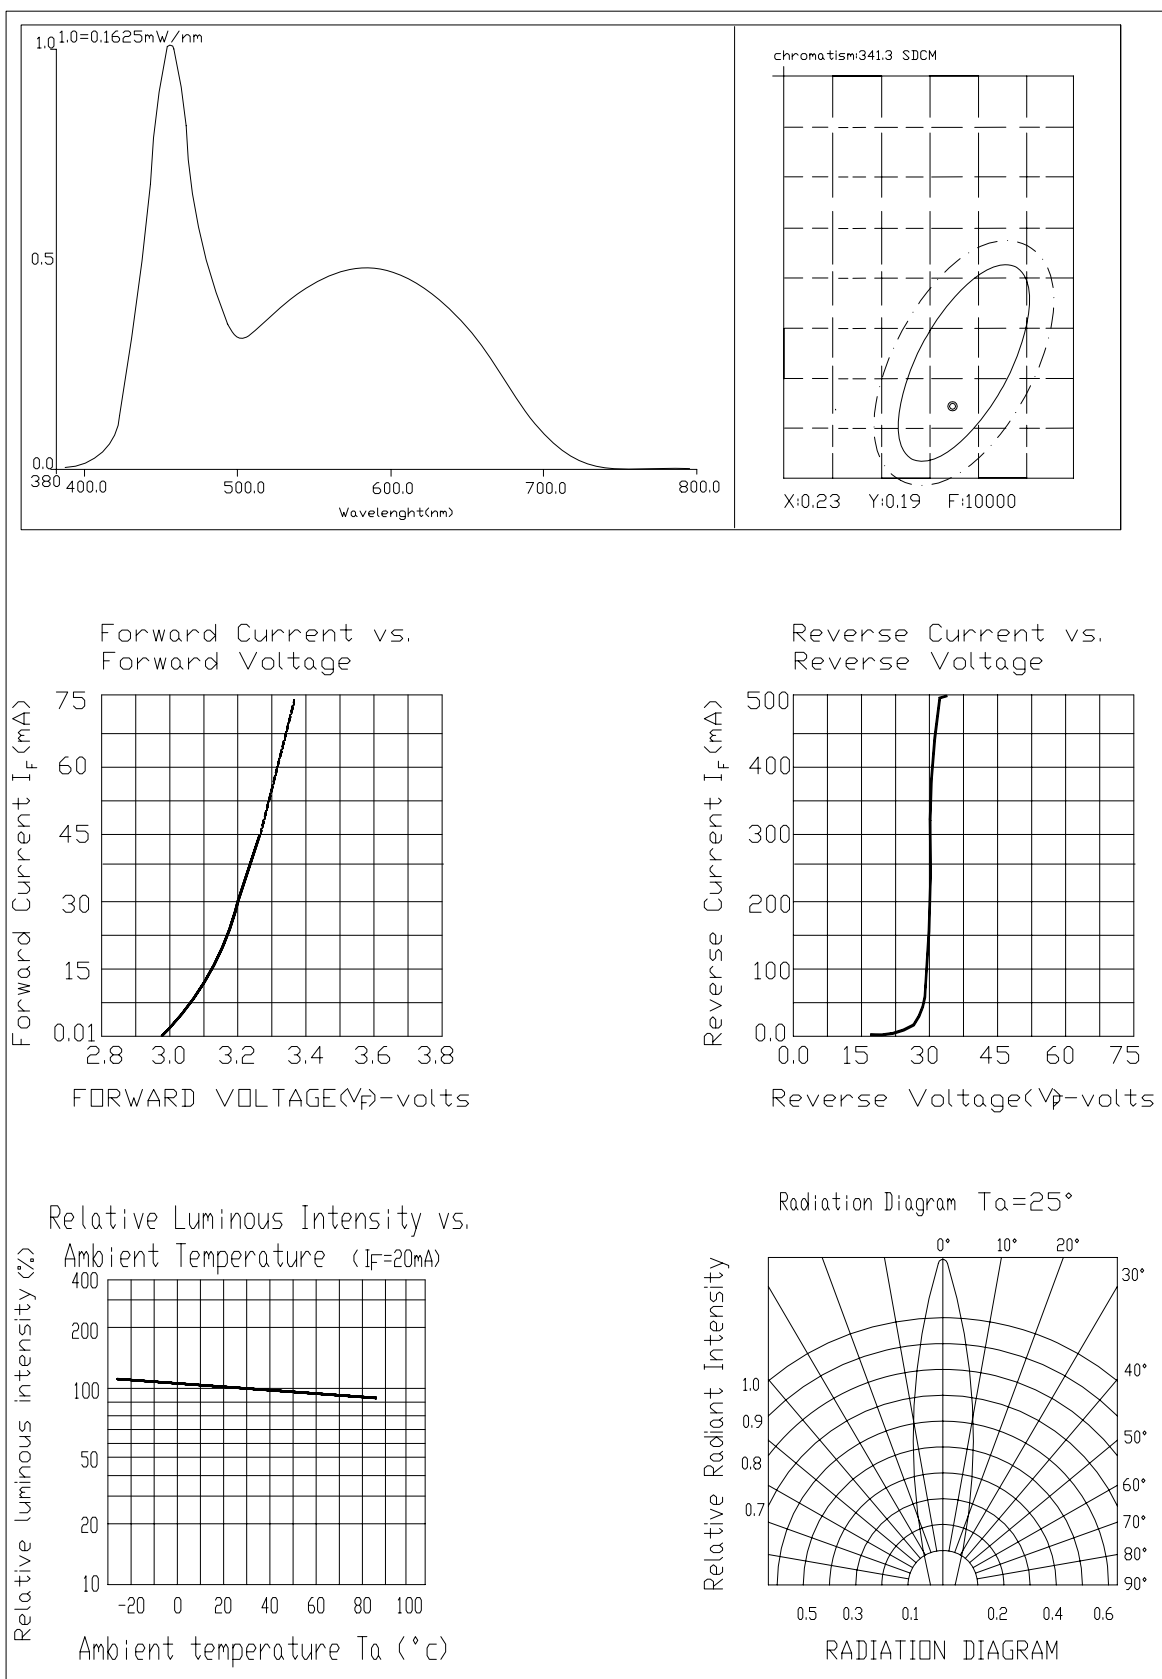 1.0=0.1625mW/nm
1.0
0.5
0.0
380 400.0 500.0 600.0 700.0 800.0
Wavelenght(nm)
chromatism:341.3 SDCM
X:0.23 Y:0.19 F:10000
Forward Current vs.
Forward Voltage
Forward Current IF(mA)
75
60
45
30
15
0.01
2.8 3.0 3.2 3.4 3.6 3.8
FORWARD VOLTAGE(VF)-volts
Reverse Current vs.
Reverse Voltage
Reverse Current IF(mA)
500
400
300
200
100
0.0
0.0 15 30 45 60 75
Reverse Voltage(VP)-volts
Relative Luminous Intensity vs.
Ambient Temperature (IF=20mA)
Relative luminous intensity(%)
400
200
100
50
20
10
-20 0 20 40 60 80 100
Ambient temperature Ta (°c)
Radiation Diagram Ta=25°
Relative Radiant Intensity
0° 10° 20°
30°
40°
50°
60°
70°
80°
90°
1.0
0.9
0.8
0.7
0.5 0.3 0.1 0.2 0.4 0.6
RADIATION DIAGRAM